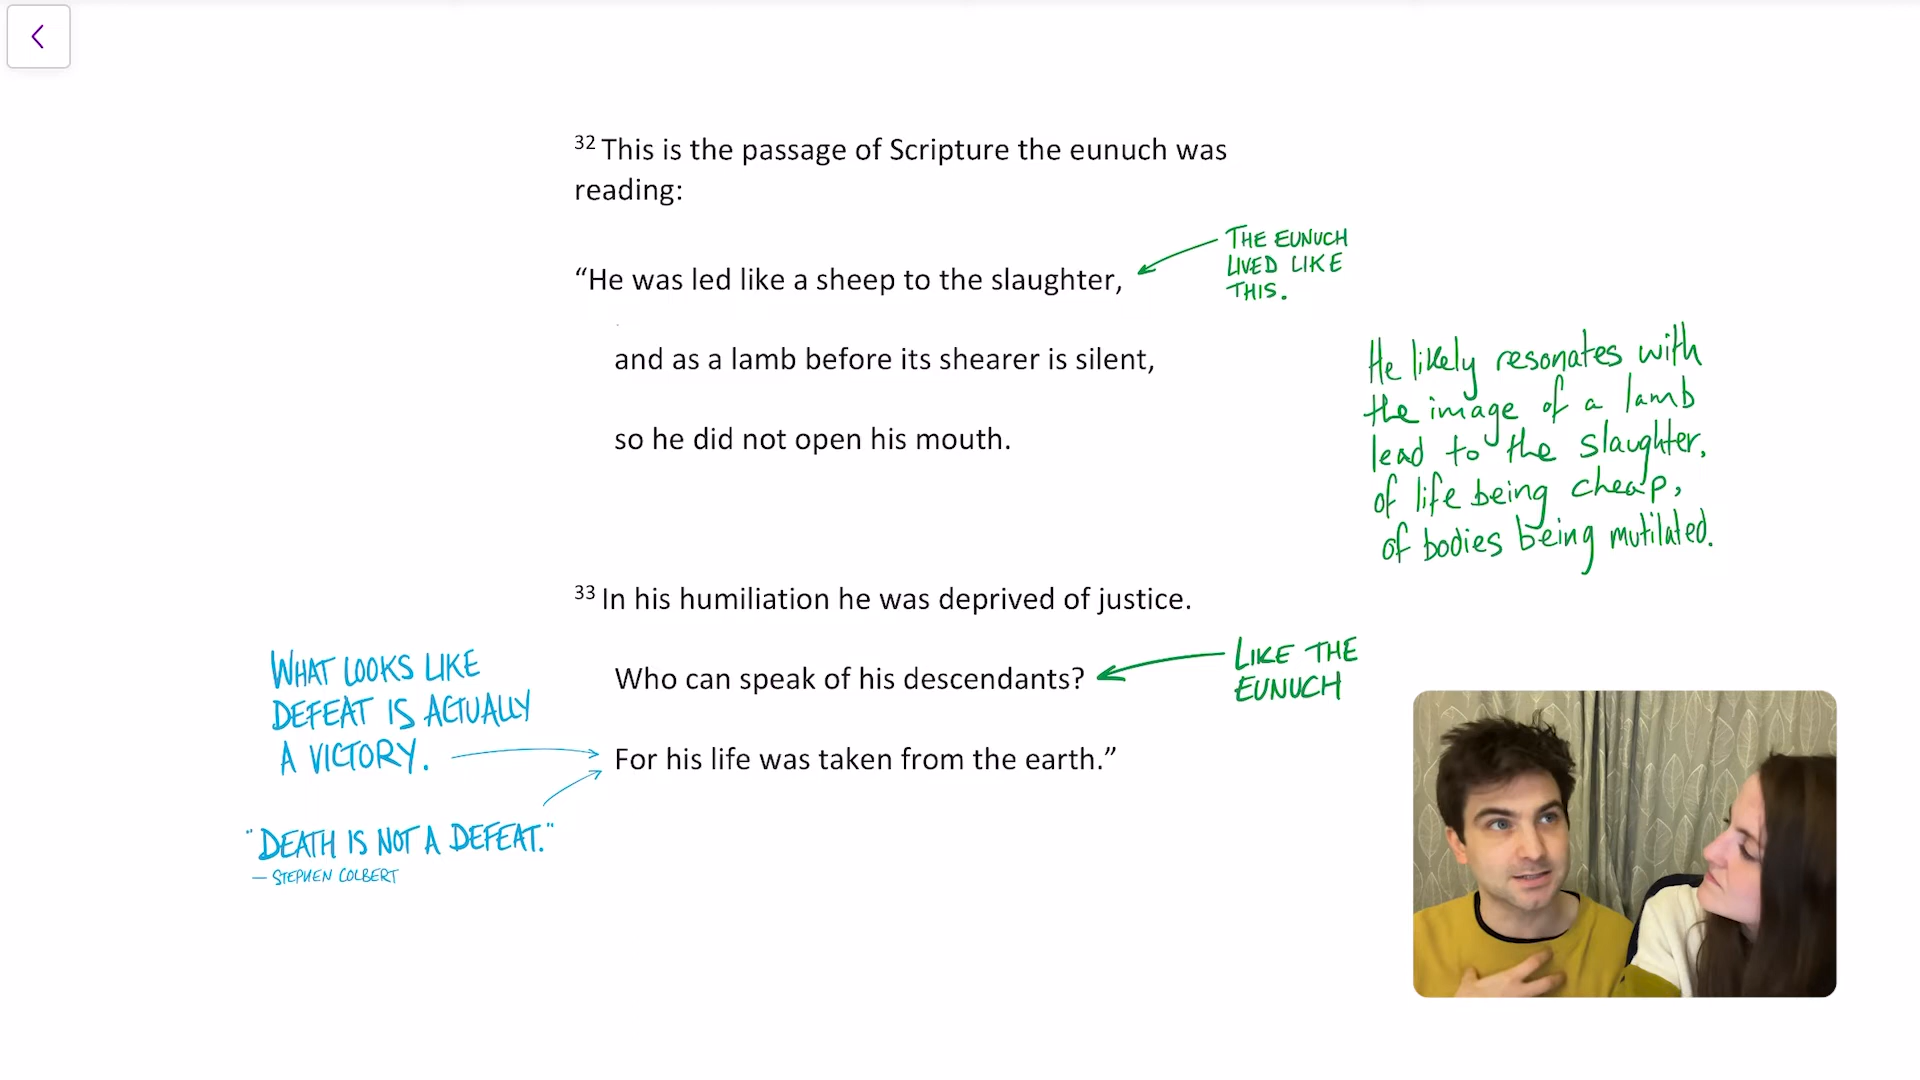 32 This is the passage of Scripture the eunuch was
reading:
“He was led like a sheep to the slaughter,
THE EUNUCH
LIVED LIKE
THIS.
and as a lamb before its shearer is silent,
so he did not open his mouth.
He likely resonates with
the image of a lamb
lead to the slaughter,
of life being cheap,
of bodies being mutilated.
33 In his humiliation he was deprived of justice.
Who can speak of his descendants?
LIKE THE
EUNUCH
For his life was taken from the earth.”
WHAT LOOKS LIKE
DEFEAT IS ACTUALLY
A VICTORY.
"DEATH IS NOT A DEFEAT."
— STEPHEN COLBERT